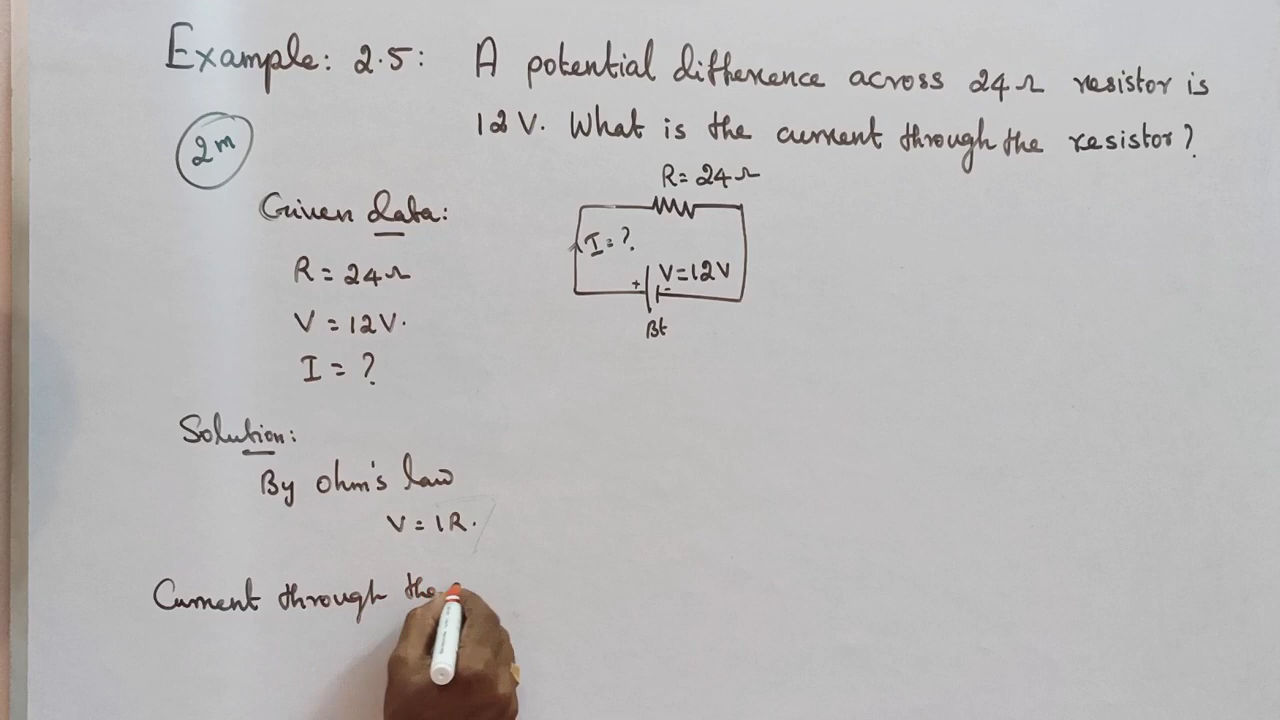 Example: 2.5: A potential difference across 24Ω resistor is
12V. What is the current through the resistor?
2m
R = 24Ω
Given data:
I = ?
R = 24Ω
V = 12V
+ -
V = 12V.
Bt
I = ?
Solution:
By ohm's law
V = IR.
Current through the